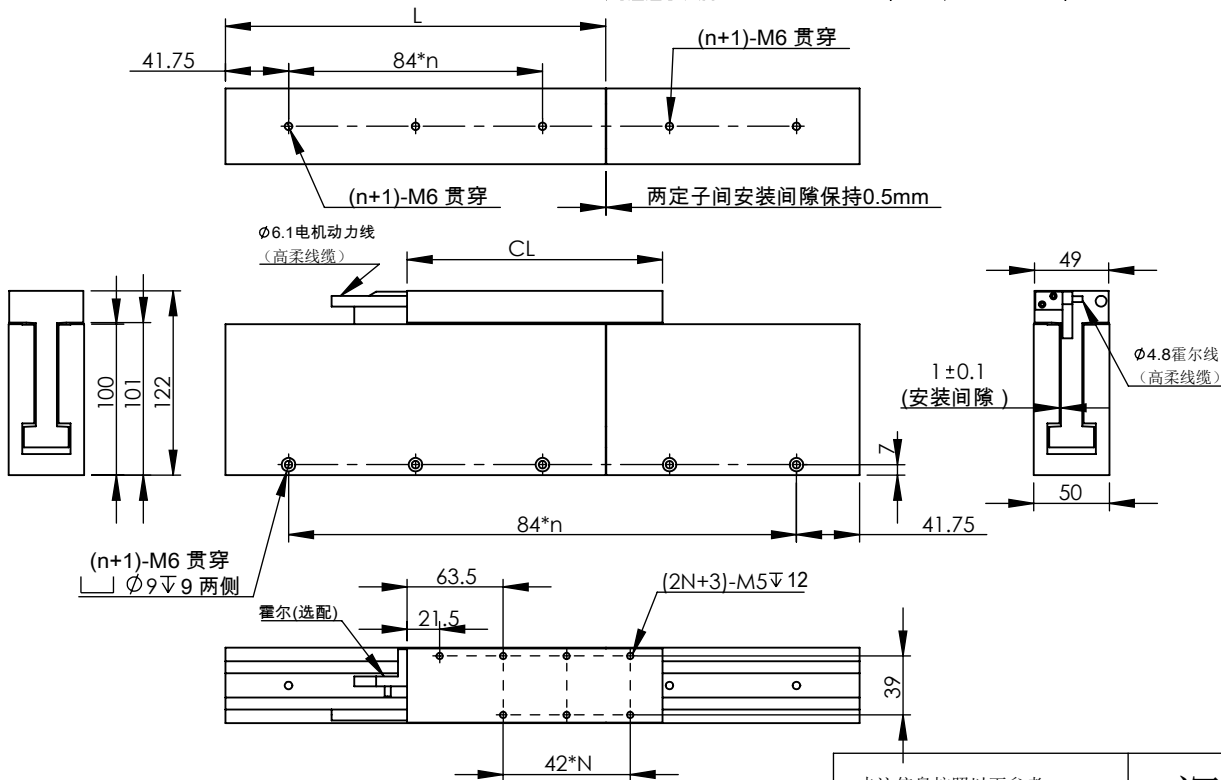 L
(n+1)-M6 贯穿
41.75
84*n
(n+1)-M6 贯穿
两定子间安装间隙保持0.5mm
Ø6.1电机动力线
（高柔线缆）
CL
49
Ø4.8霍尔线
（高柔线缆）
1±0.1
(安装间隙 )
100
101
122
7
50
84*n
41.75
(n+1)-M6 贯穿
⌴ Ø9↧9 两侧
63.5
(2N+3)-M5↧12
霍尔(选配)
21.5
39
42*N